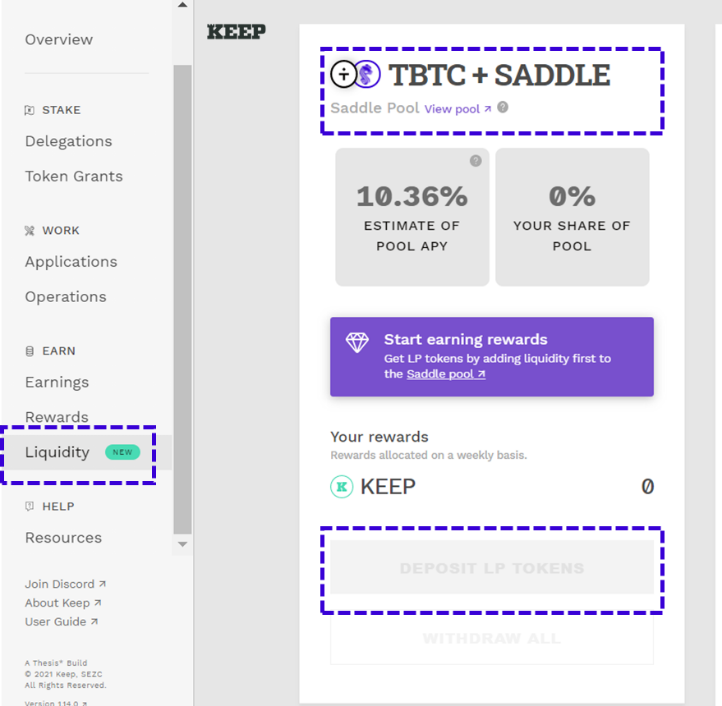 Overview
STAKE
Delegations
Token Grants
WORK
Applications
Operations
EARN
Earnings
Rewards
Liquidity NEW
HELP
Resources
Join Discord ↗
About Keep ↗
User Guide ↗
A Thesis* Build
© 2021 Keep, SEZC
All Rights Reserved.
Version 1.14.0 ↗
KEEP
TBTC + SADDLE
Saddle Pool View pool ↗ ?
?
10.36%
ESTIMATE OF
POOL APY
0%
YOUR SHARE OF
POOL
Start earning rewards
Get LP tokens by adding liquidity first to
the Saddle pool ↗
Your rewards
Rewards allocated on a weekly basis.
K KEEP 0
DEPOSIT LP TOKENS
WITHDRAW ALL